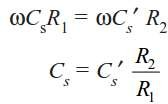 ωC_sR_1 = ωC_s′ R_2
C_s = C_s′ R_2/R_1